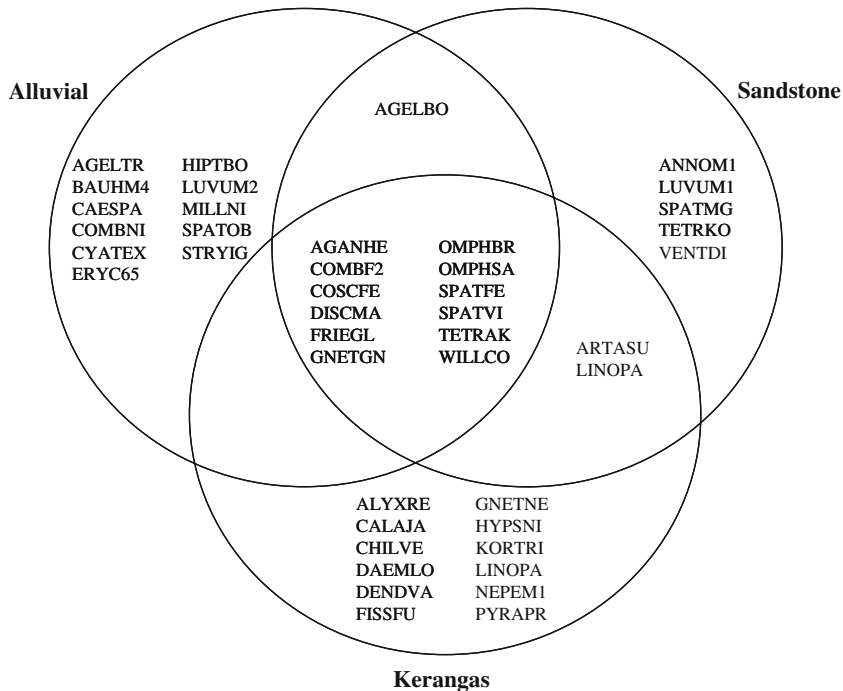 Alluvial
Sandstone
AGELBO
AGELTR HIPTBO
BAUHM4 LUVUM2
CAESPA MILLNI
COMBNI SPATOB
CYATEX STRYIG
ERYC65
ANNOM1
LUVUM1
SPATMG
TETRKO
VENTDI
AGANHE OMPHBR
COMBF2 OMPHSA
COSCFE SPATFE
DISCMA SPATVI
FRIEGL TETRAK
GNETGN WILLCO
ARTASU
LINOPA
ALYXRE GNETNE
CALAJA HYPSNI
CHILVE KORTRI
DAEMLO LINOPA
DENDVA NEPEM1
FISSFU PYRAPR
Kerangas